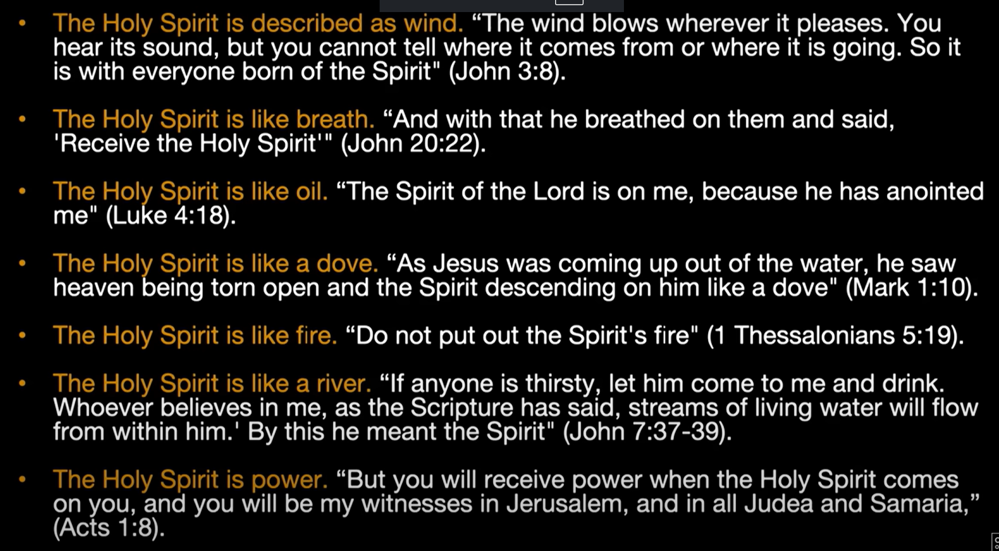 • The Holy Spirit is described as wind. “The wind blows wherever it pleases. You
hear its sound, but you cannot tell where it comes from or where it is going. So it
is with everyone born of the Spirit" (John 3:8).
• The Holy Spirit is like breath. “And with that he breathed on them and said,
'Receive the Holy Spirit'" (John 20:22).
• The Holy Spirit is like oil. “The Spirit of the Lord is on me, because he has anointed
me" (Luke 4:18).
• The Holy Spirit is like a dove. “As Jesus was coming up out of the water, he saw
heaven being torn open and the Spirit descending on him like a dove" (Mark 1:10).
• The Holy Spirit is like fire. “Do not put out the Spirit's fire" (1 Thessalonians 5:19).
• The Holy Spirit is like a river. “If anyone is thirsty, let him come to me and drink.
Whoever believes in me, as the Scripture has said, streams of living water will flow
from within him.' By this he meant the Spirit" (John 7:37-39).
• The Holy Spirit is power. “But you will receive power when the Holy Spirit comes
on you, and you will be my witnesses in Jerusalem, and in all Judea and Samaria,”
(Acts 1:8).